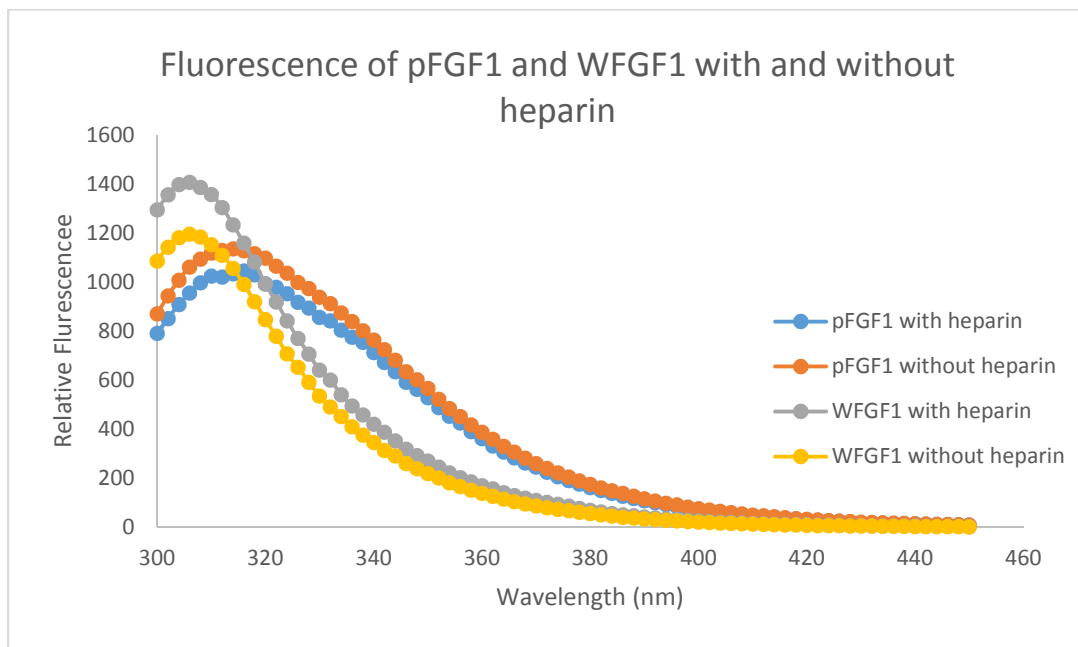 Fluorescence of pFGF1 and WFGF1 with and without
heparin
1600
1400
1200
1000
800
600
400
200
0
Relative Flurescencee
300 320 340 360 380 400 420 440 460
Wavelength (nm)
pFGF1 with heparin
pFGF1 without heparin
WFGF1 with heparin
WFGF1 without heparin